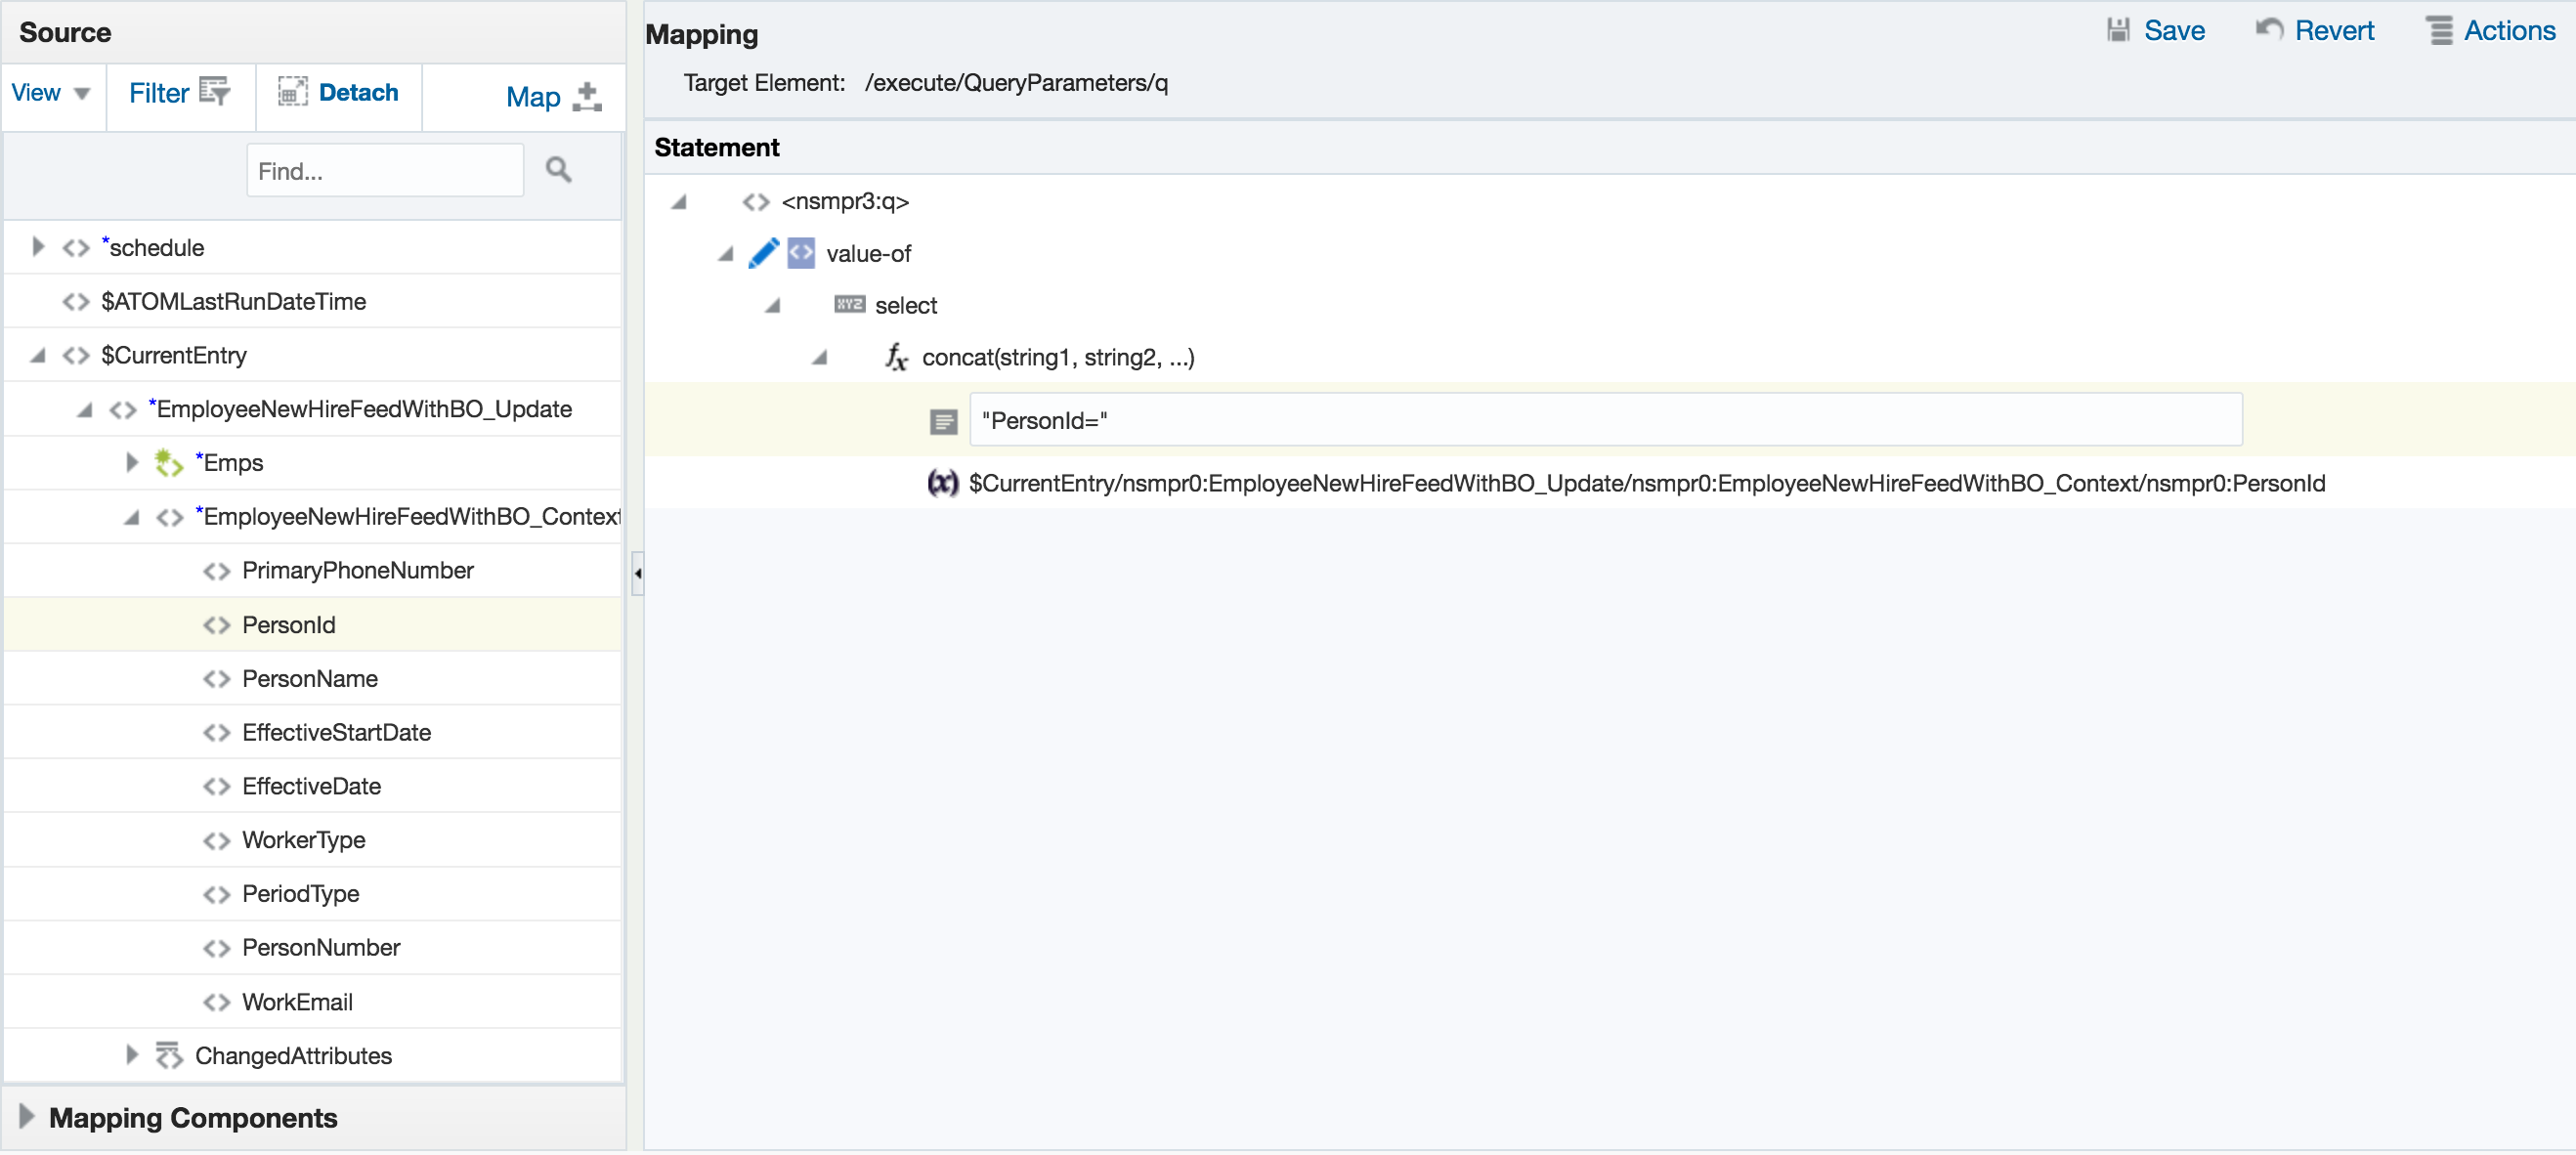 Source
View
Filter
Detach
Map
Find...
*schedule
$ATOMLastRunDateTime
$CurrentEntry
*EmployeeNewHireFeedWithBO_Update
*Emps
*EmployeeNewHireFeedWithBO_Context
PrimaryPhoneNumber
PersonId
PersonName
EffectiveStartDate
EffectiveDate
WorkerType
PeriodType
PersonNumber
WorkEmail
ChangedAttributes
Mapping Components
Mapping
Save
Revert
Actions
Target Element: /execute/QueryParameters/q
Statement
<nsmpr3:q>
value-of
XYZ select
fx concat(string1, string2, ...)
"PersonId="
(x) $CurrentEntry/nsmpr0:EmployeeNewHireFeedWithBO_Update/nsmpr0:EmployeeNewHireFeedWithBO_Context/nsmpr0:PersonId